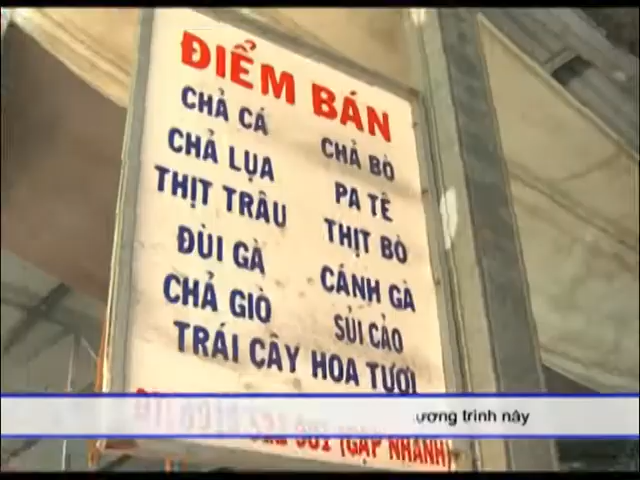 ĐIỂM BÁN
CHẢ CÁ CHẢ BÒ
CHẢ LỤA PA TÊ
THỊT TRÂU THỊT BÒ
ĐÙI GÀ CÁNH GÀ
CHẢ GIÒ SỦI CẢO
TRÁI CÂY HOA TƯƠI
(GẤP NHANH)
ương trình này